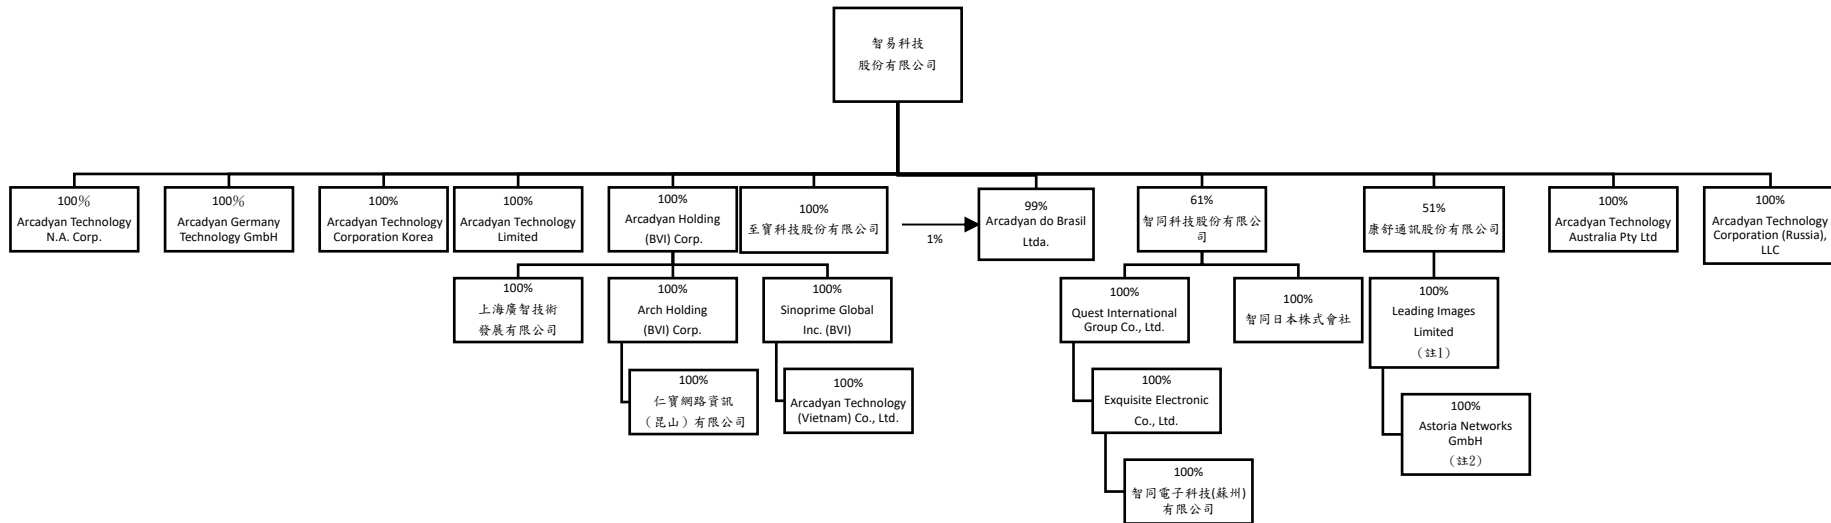 智易科技
股份有限公司
100%
Arcadyan Technology
N.A. Corp.
100%
Arcadyan Germany
Technology GmbH
100%
Arcadyan Technology
Corporation Korea
100%
Arcadyan Technology
Limited
100%
Arcadyan Holding
(BVI) Corp.
100%
至寶科技股份有限公司
1%
99%
Arcadyan do Brasil
Ltda.
61%
智同科技股份有限公
司
51%
康舒通訊股份有限公司
100%
Arcadyan Technology
Australia Pty Ltd
100%
Arcadyan Technology
Corporation (Russia),
LLC
100%
上海廣智技術
發展有限公司
100%
Arch Holding
(BVI) Corp.
100%
Sinoprime Global
Inc. (BVI)
100%
Quest International
Group Co., Ltd.
100%
智同日本株式會社
100%
Leading Images
Limited
（註1）
100%
仁寶網路資訊
（昆山）有限公司
100%
Arcadyan Technology
(Vietnam) Co., Ltd.
100%
Exquisite Electronic
Co., Ltd.
100%
Astoria Networks
GmbH
（註2）
100%
智同電子科技(蘇州)
有限公司